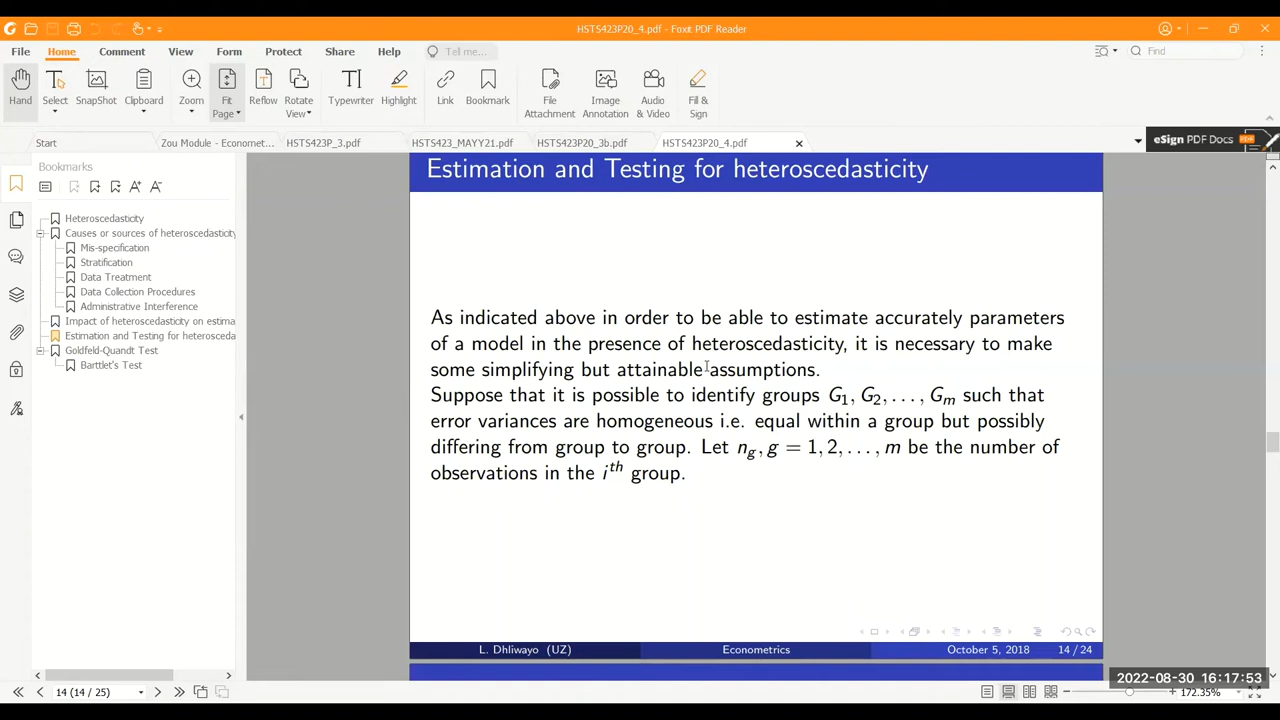 HSTS423P20_4.pdf - Foxit PDF Reader
File Home Comment View Form Protect Share Help Tell me... Find
Hand Select SnapShot Clipboard Zoom Fit Page Reflow Rotate View Typewriter Highlight Link Bookmark File Attachment Image Annotation Audio & Video Fill & Sign
Start Zou Module - Economet... HSTS423P_3.pdf HSTS423_MAYY21.pdf HSTS423P20_3b.pdf HSTS423P20_4.pdf eSign PDF Docs
Bookmarks
Heteroscedasticity
Causes or sources of heteroscedasticity
Mis-specification
Stratification
Data Treatment
Data Collection Procedures
Administrative Interference
Impact of heteroscedasticity on estima
Estimation and Testing for heterosceda
Goldfeld-Quandt Test
Barttlet's Test
Estimation and Testing for heteroscedasticity
As indicated above in order to be able to estimate accurately parameters
of a model in the presence of heteroscedasticity, it is necessary to make
some simplifying but attainable assumptions.
Suppose that it is possible to identify groups G₁, G₂, . . . , Gₘ such that
error variances are homogeneous i.e. equal within a group but possibly
differing from group to group. Let n_g, g = 1, 2, . . . , m be the number of
observations in the i^th group.
L. Dhliwayo (UZ) Econometrics October 5, 2018 14 / 24
14 (14 / 25) 172.35%
2022-08-30 16:17:53